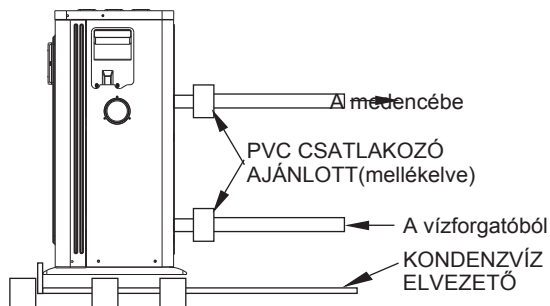 A medencébe
PVC CSATLAKOZÓ
AJÁNLOTT(mellékelve)
A vízforgatóból
KONDENZVÍZ
ELVEZETŐ